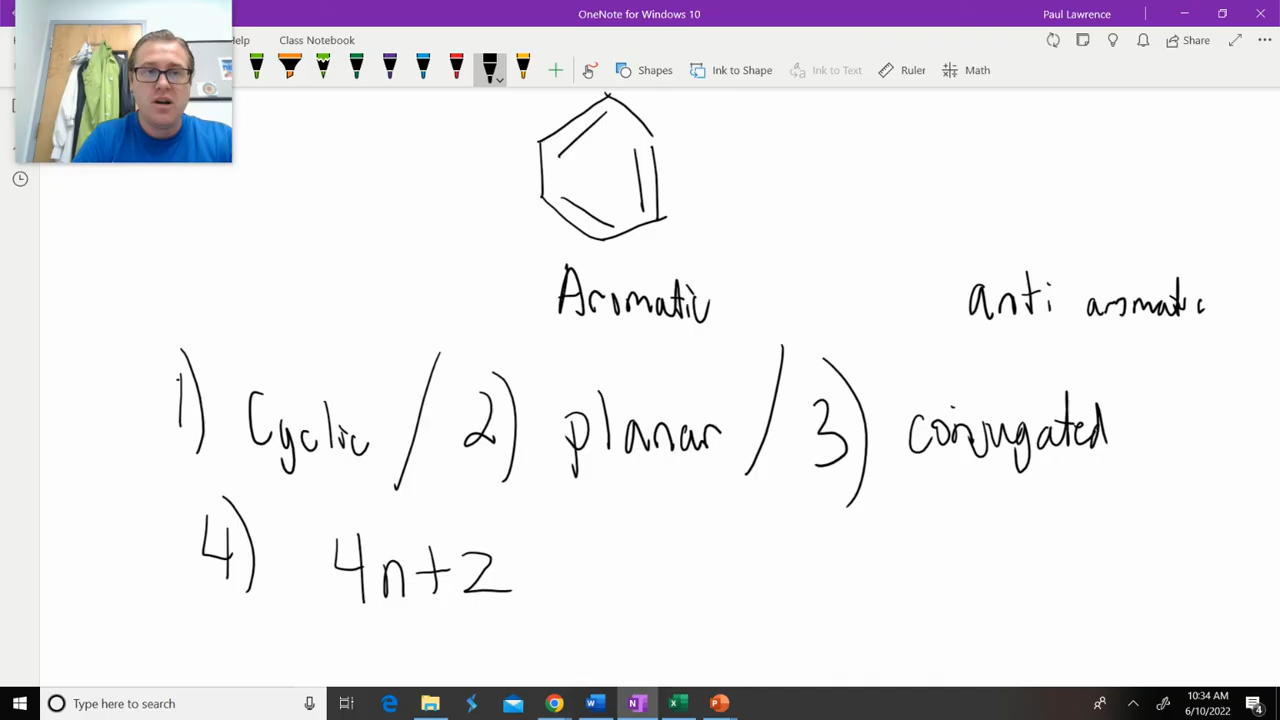 OneNote for Windows 10
Paul Lawrence
Help Class Notebook
Share
Shapes Ink to Shape Ink to Text Ruler Math
Aromatic anti aromatic
1) Cyclic / 2) planar / 3) conjugated
4) 4n+2
Type here to search
10:34 AM
6/10/2022
4